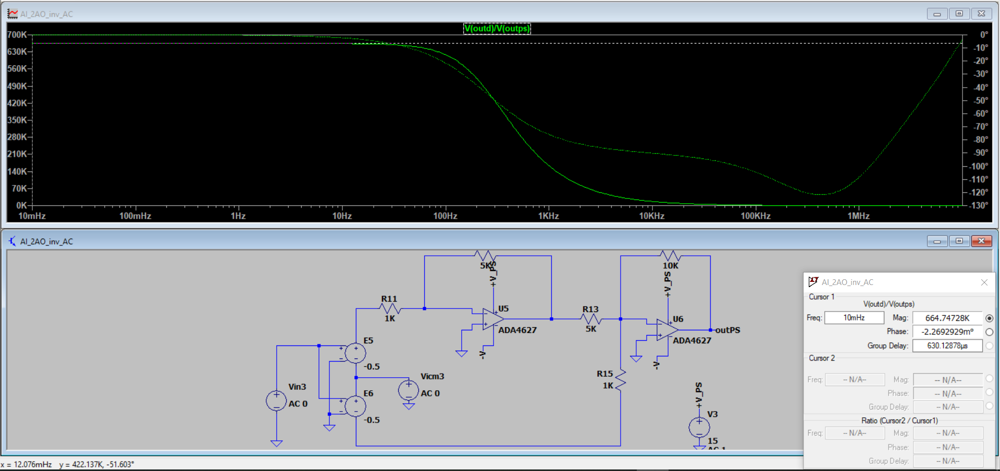 AI_2AO_inv_AC
V(outd)/V(outps)
700K
630K
560K
490K
420K
350K
280K
210K
140K
70K
0K
0°
-10°
-20°
-30°
-40°
-50°
-60°
-70°
-80°
-90°
-100°
-110°
-120°
-130°
10mHz 100mHz 1Hz 10Hz 100Hz 1KHz 10KHz 100KHz 1MHz
AI_2AO_inv_AC
5K
+V_PS
R11
1K
U5
ADA4627
-V
R13
5K
10K
+V_PS
U6
ADA4627
-V
outPS
E5
-0.5
Vin3
AC 0
E6
-0.5
Vicm3
AC 0
R15
1K
+V_PS
V3
15
AC 1
AI_2AO_inv_AC
Cursor 1
V(outd)/V(outps)
Freq: 10mHz Mag: 664.74728K
Phase: -2.2692929m°
Group Delay: 630.12878µs
Cursor 2
Freq: -- N/A-- Mag: -- N/A--
Phase: -- N/A--
Group Delay: -- N/A--
Ratio (Cursor2 / Cursor1)
Freq: -- N/A-- Mag: -- N/A--
Phase: -- N/A--
Group Delay: -- N/A--
x = 12.076mHz y = 422.137K, -51.603°